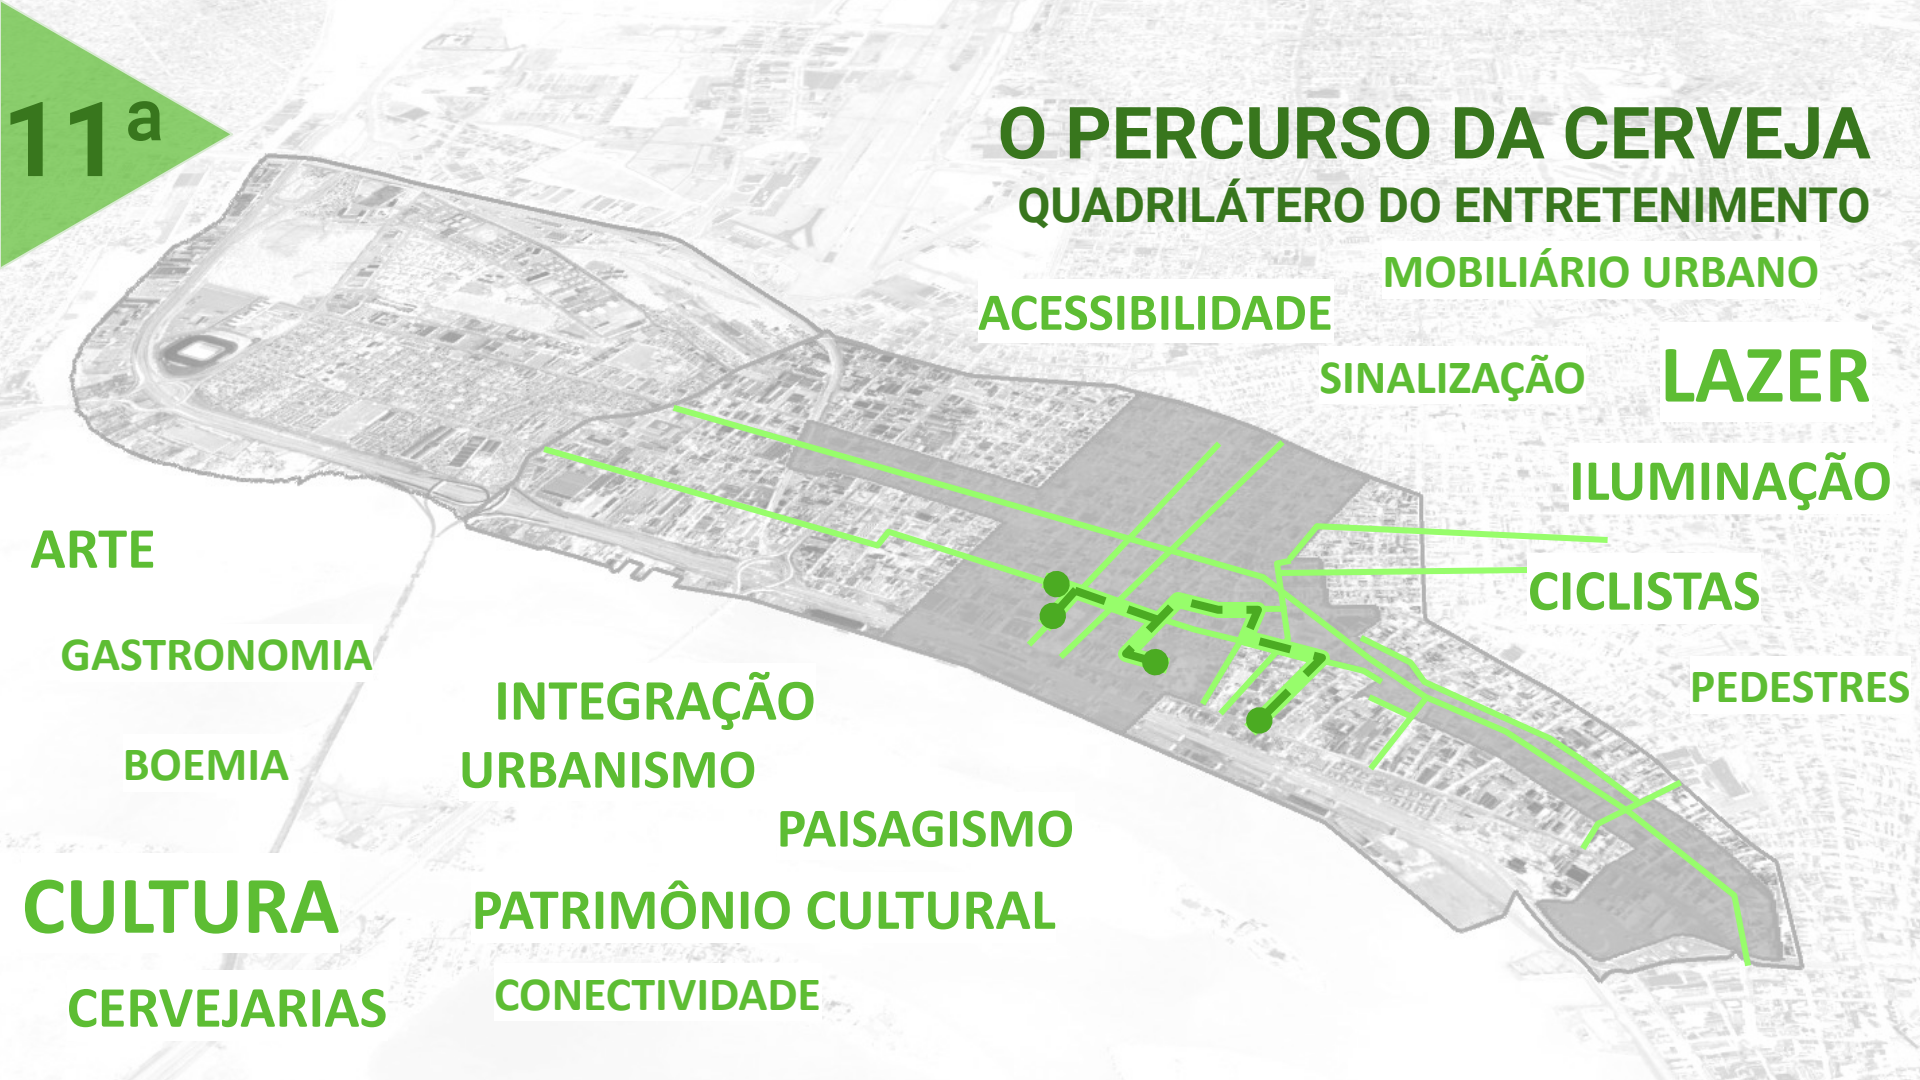 11ª
O PERCURSO DA CERVEJA
QUADRILÁTERO DO ENTRETENIMENTO
MOBILIÁRIO URBANO
ACESSIBILIDADE
SINALIZAÇÃO
LAZER
ILUMINAÇÃO
ARTE
CICLISTAS
GASTRONOMIA
PEDESTRES
INTEGRAÇÃO
BOEMIA
URBANISMO
PAISAGISMO
CULTURA
PATRIMÔNIO CULTURAL
CERVEJARIAS
CONECTIVIDADE